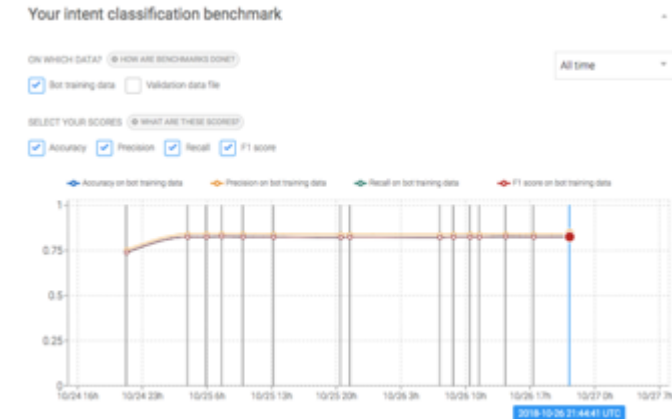 Your intent classification benchmark
ON WHICH DATA? HOW ARE BENCHMARKS DONE?
All time
Bot training data Validation data file
SELECT YOUR SCORES WHAT ARE THESE SCORES?
Accuracy Precision Recall F1 score
Accuracy on bot training data Precision on bot training data Recall on bot training data F1 score on bot training data
1
0.75
0.5
0.25
0
10/24 16h 10/24 23h 10/25 6h 10/25 13h 10/25 20h 10/26 3h 10/26 10h 10/26 17h 10/27 0h
2018-10-26 21:44:41 UTC